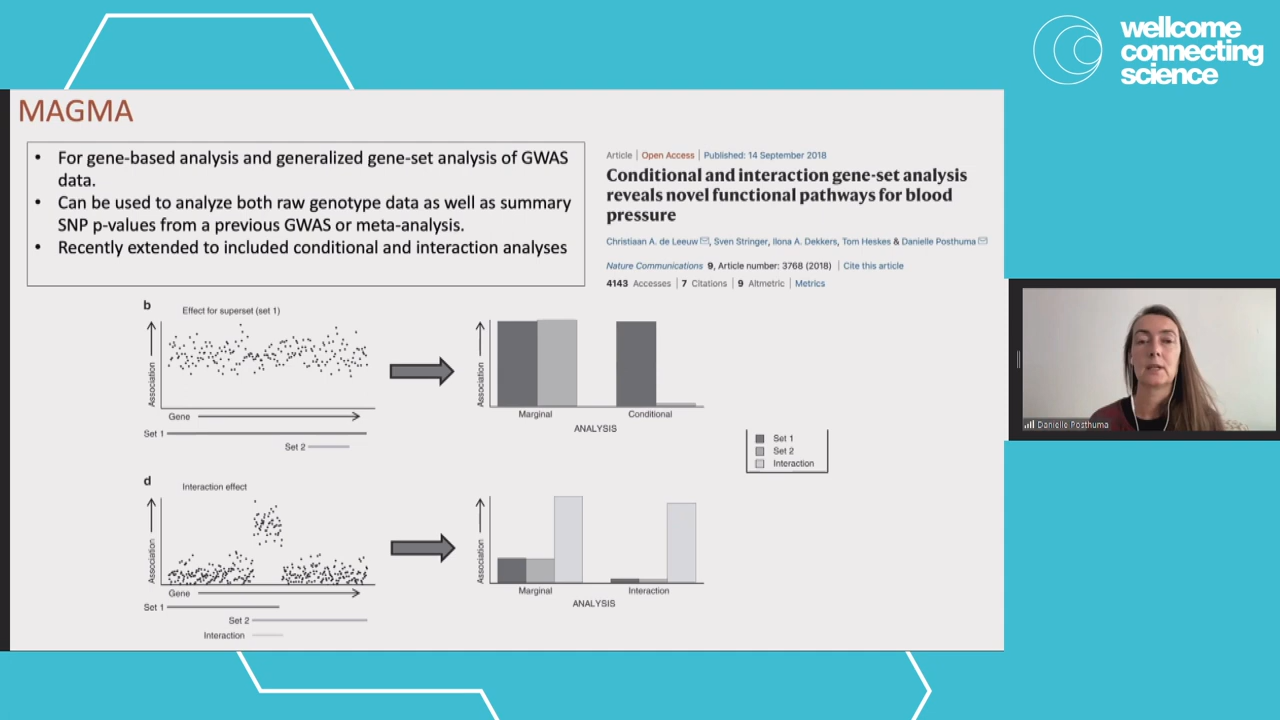 wellcome
connecting
science
MAGMA
• For gene-based analysis and generalized gene-set analysis of GWAS
data.
• Can be used to analyze both raw genotype data as well as summary
SNP p-values from a previous GWAS or meta-analysis.
• Recently extended to included conditional and interaction analyses
Article | Open Access | Published: 14 September 2018
Conditional and interaction gene-set analysis
reveals novel functional pathways for blood
pressure
Christiaan A. de Leeuw, Sven Stringer, Ilona A. Dekkers, Tom Heskes & Danielle Posthuma
Nature Communications 9, Article number: 3768 (2018) | Cite this article
4143 Accesses | 7 Citations | 9 Altmetric | Metrics
b
Effect for superset (set 1)
Association
Gene
Set 1
Set 2
Association
Marginal
Conditional
ANALYSIS
Set 1
Set 2
Interaction
d
Interaction effect
Association
Gene
Set 1
Set 2
Interaction
Association
Marginal
Interaction
ANALYSIS
Danielle Posthuma